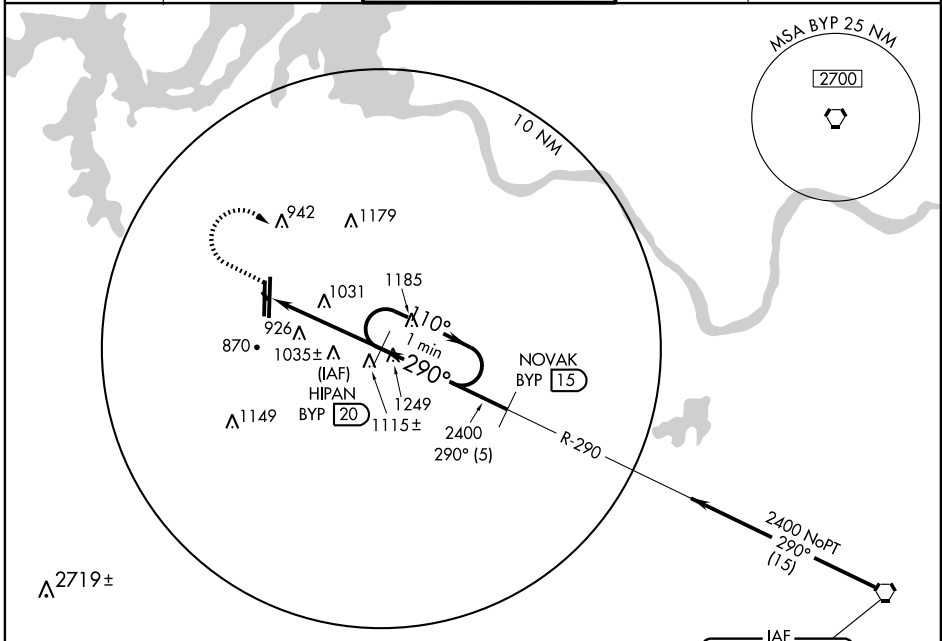 MSA BYP 25 NM
2700
10 NM
942
1179
1185
1031
110°
1 min
926
870
1035±
290°
(IAF)
HIPAN
BYP 20
1249
1115±
1149
NOVAK
BYP 15
2400
290° (5)
R-290
2400 NoPT
290°
(15)
2719±
IAF